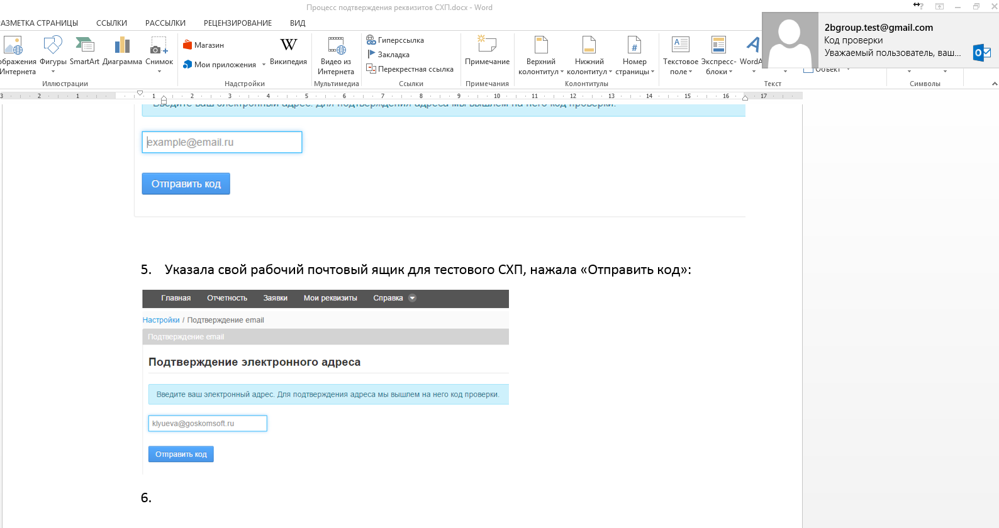 Процесс подтверждения реквизитов СХП.docx - Word
АЗМЕТКА СТРАНИЦЫ ССЫЛКИ РАССЫЛКИ РЕЦЕНЗИРОВАНИЕ ВИД
2bgroup.test@gmail.com
Код проверки
Уважаемый пользователь, ваш...
ображения Интернета
Фигуры
SmartArt
Диаграмма
Снимок
Иллюстрации
Магазин
Мои приложения
Википедия
Надстройки
Видео из Интернета
Мультимедиа
Гиперссылка
Закладка
Перекрестная ссылка
Ссылки
Примечание
Примечания
Верхний колонтитул
Нижний колонтитул
Номер страницы
Колонтитулы
Текстовое поле
Экспресс-блоки
WordA
Объект
Текст
Символы
3 2 1 1 2 3 4 5 6 7 8 9 10 11 12 13 14 15 16 17
Введите ваш электронный адрес. Для подтверждения адреса мы вышлем на него код проверки.
example@email.ru
Отправить код
5. Указала свой рабочий почтовый ящик для тестового СХП, нажала «Отправить код»:
Главная Отчетность Заявки Мои реквизиты Справка
Настройки / Подтверждение email
Подтверждение email
Подтверждение электронного адреса
Введите ваш электронный адрес. Для подтверждения адреса мы вышлем на него код проверки.
klyueva@goskomsoft.ru
Отправить код
6.